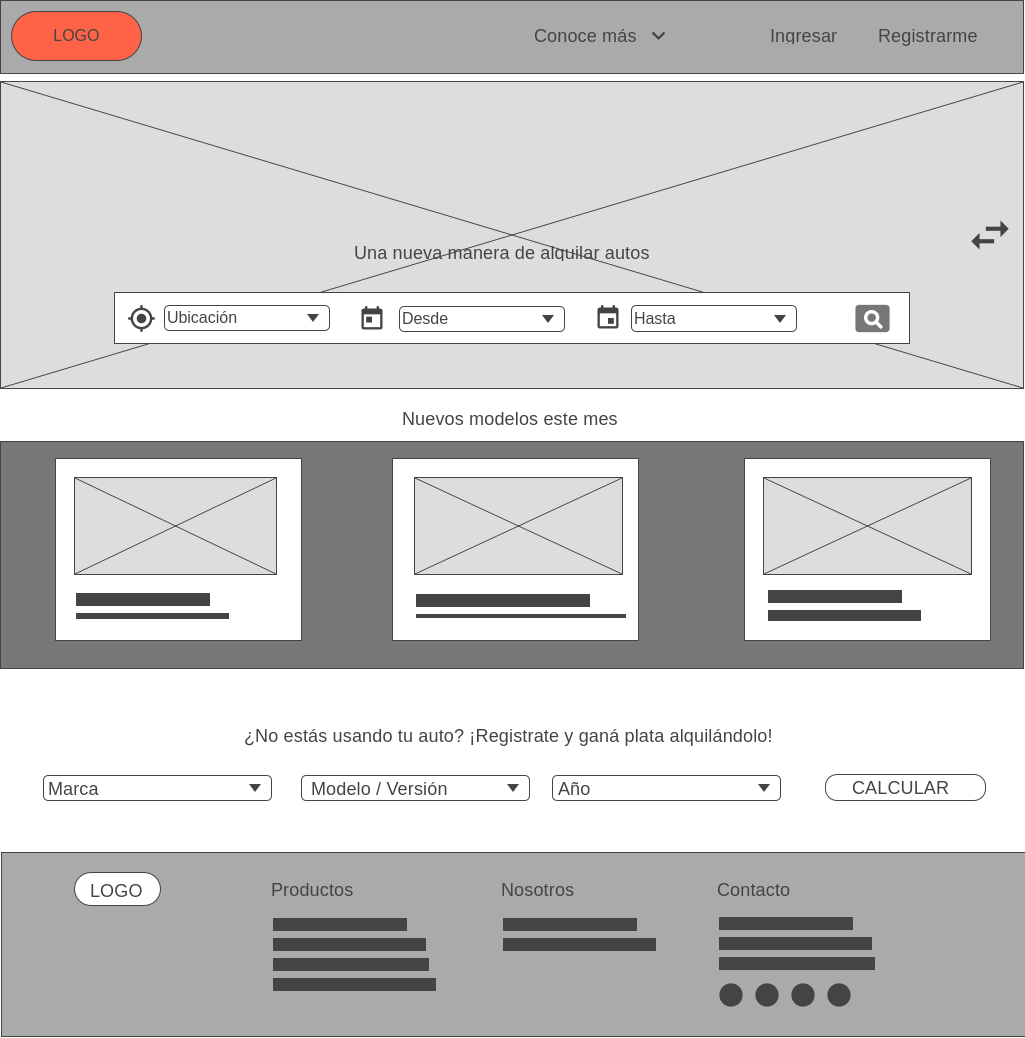 LOGO
Conoce más
Ingresar
Registrarme
Una nueva manera de alquilar autos
Ubicación
Desde
Hasta
Nuevos modelos este mes
¿No estás usando tu auto? ¡Registrate y ganá plata alquilándolo!
Marca
Modelo / Versión
Año
CALCULAR
LOGO
Productos
Nosotros
Contacto